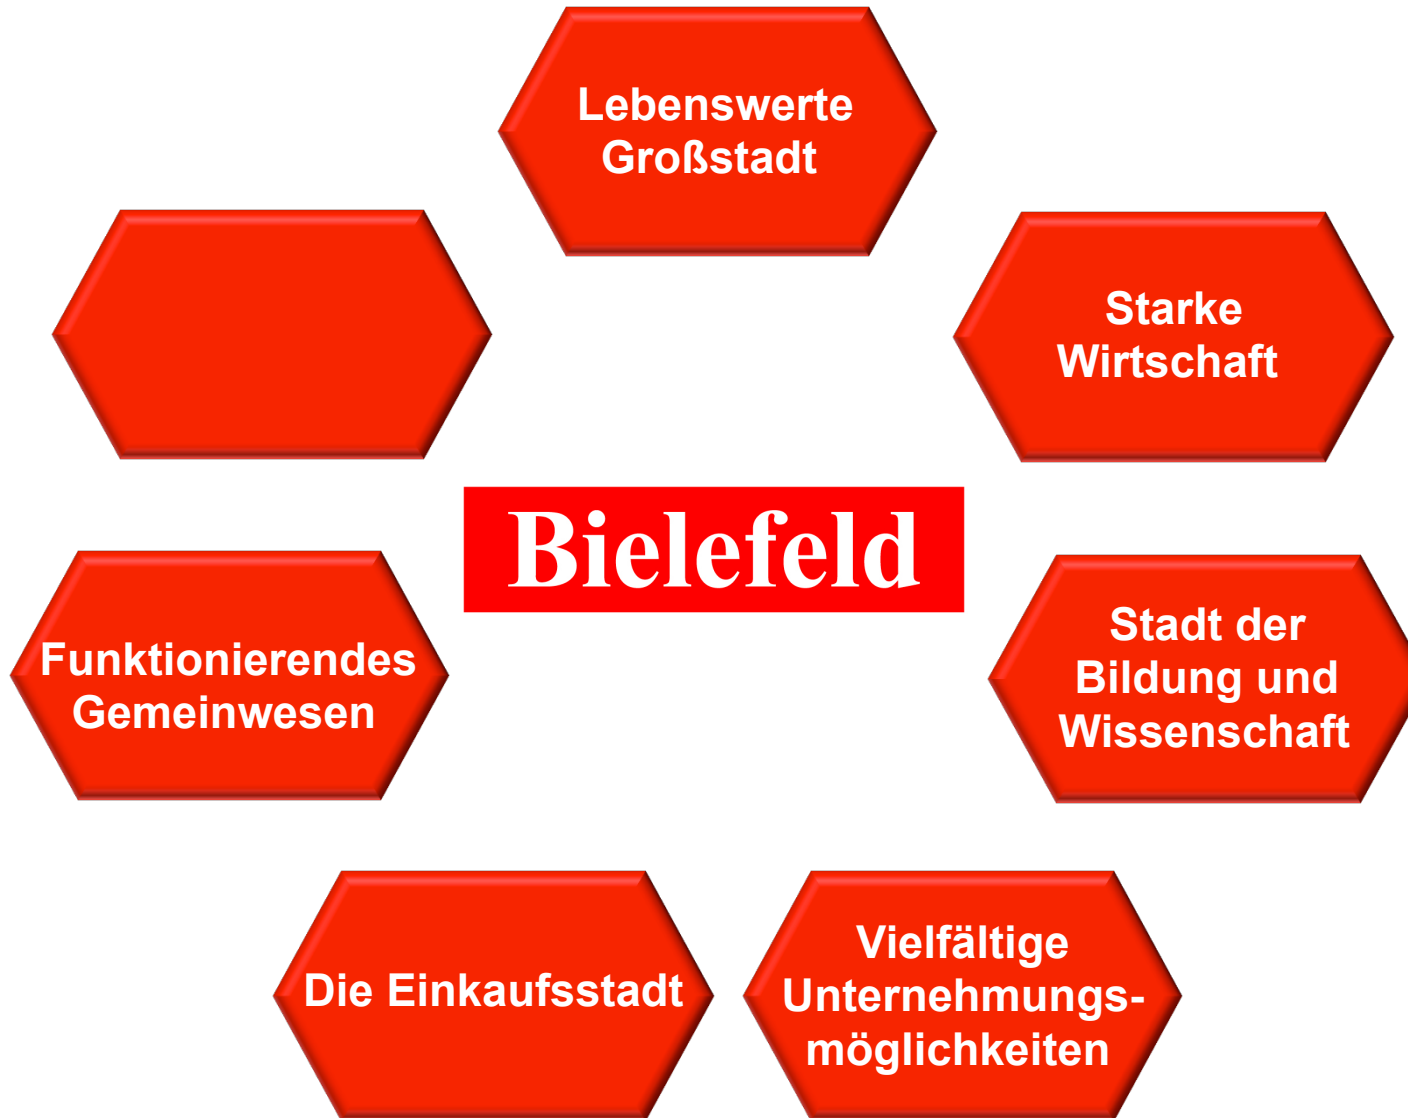 Lebenswerte
Großstadt
Starke
Wirtschaft
Bielefeld
Funktionierendes
Gemeinwesen
Stadt der
Bildung und
Wissenschaft
Die Einkaufsstadt
Vielfältige
Unternehmungs-
möglichkeiten